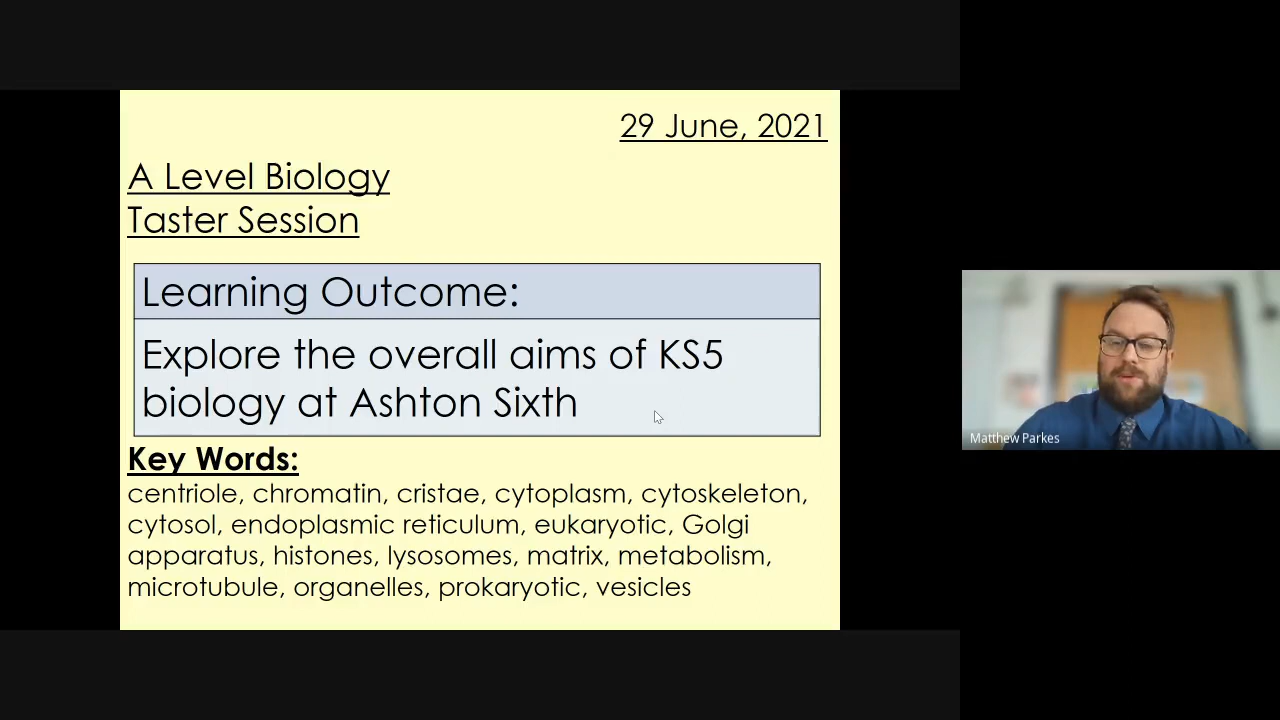 29 June, 2021
A Level Biology
Taster Session
Learning Outcome:
Explore the overall aims of KS5
biology at Ashton Sixth
Key Words:
centriole, chromatin, cristae, cytoplasm, cytoskeleton,
cytosol, endoplasmic reticulum, eukaryotic, Golgi
apparatus, histones, lysosomes, matrix, metabolism,
microtubule, organelles, prokaryotic, vesicles
Matthew Parkes